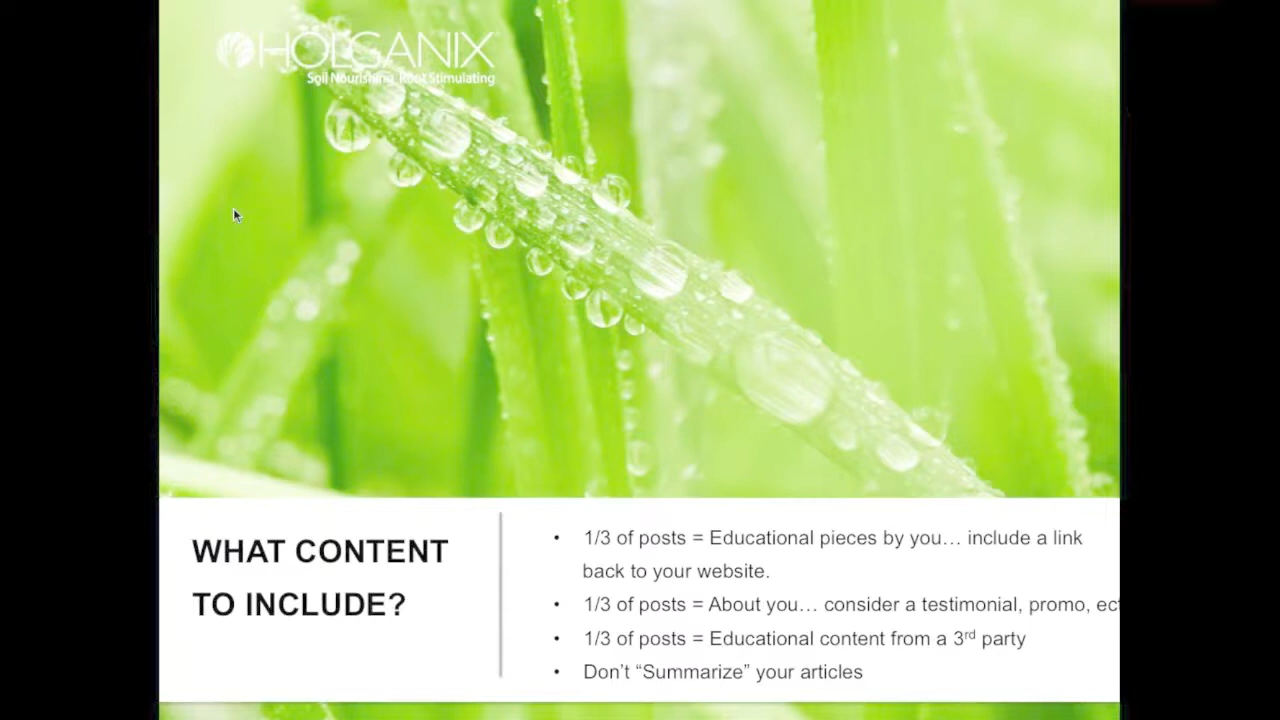 HOLGANIX
Soil Nourishing, Root Stimulating
WHAT CONTENT
TO INCLUDE?
• 1/3 of posts = Educational pieces by you… include a link
back to your website.
• 1/3 of posts = About you… consider a testimonial, promo, ect
• 1/3 of posts = Educational content from a 3rd party
• Don’t “Summarize” your articles